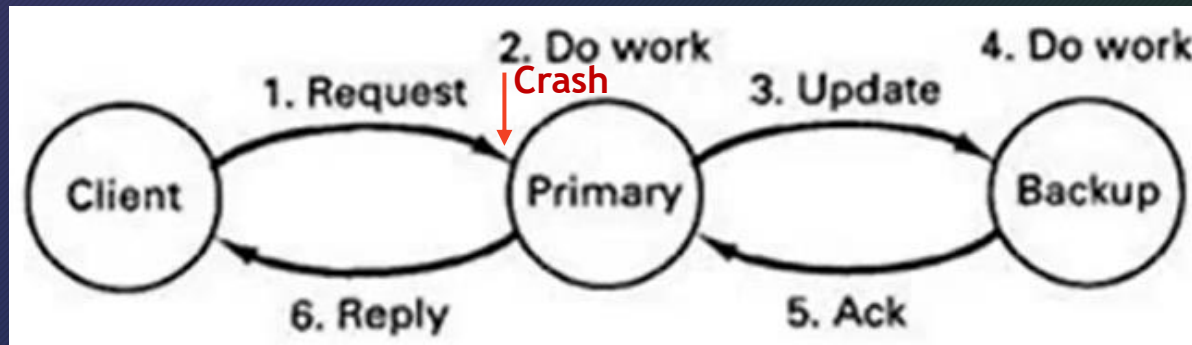 2. Do work
4. Do work
Crash
1. Request
3. Update
Client
Primary
Backup
6. Reply
5. Ack